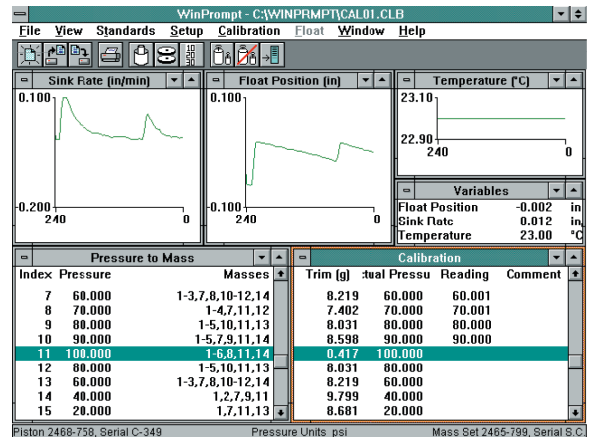 WinPrompt - C:\WINPRMPT\CAL01.CLB
File View Standards Setup Calibration Float Window Help
Sink Rate (in/min)
0.100
-0.200
240 0
Float Position (in)
0.100
-0.100
240 0
Temperature (°C)
23.10
22.90
240 0
Variables
Float Position -0.002 in
Sink Rate 0.012 in
Temperature 23.00 °C
Pressure to Mass
Index Pressure Masses
7 60.000 1-3,7,8,10-12,14
8 70.000 1-4,7,11,12
9 80.000 1-5,10,11,13
10 90.000 1-5,7,9,11,14
11 100.000 1-6,8,11,14
12 80.000 1-5,10,11,13
13 60.000 1-3,7,8,10-12,14
14 40.000 1,2,7,9,11
15 20.000 1,7,11,13
Calibration
Trim (g) :tual Pressu Reading Comment
8.219 60.000 60.001
7.402 70.000 70.001
8.031 80.000 80.000
8.598 90.000 90.000
0.417 100.000
8.031 80.000
8.219 60.000
9.799 40.000
8.681 20.000
Piston 2468-758, Serial C-349 Pressure Units psi Mass Set 2465-799, Serial S.C.